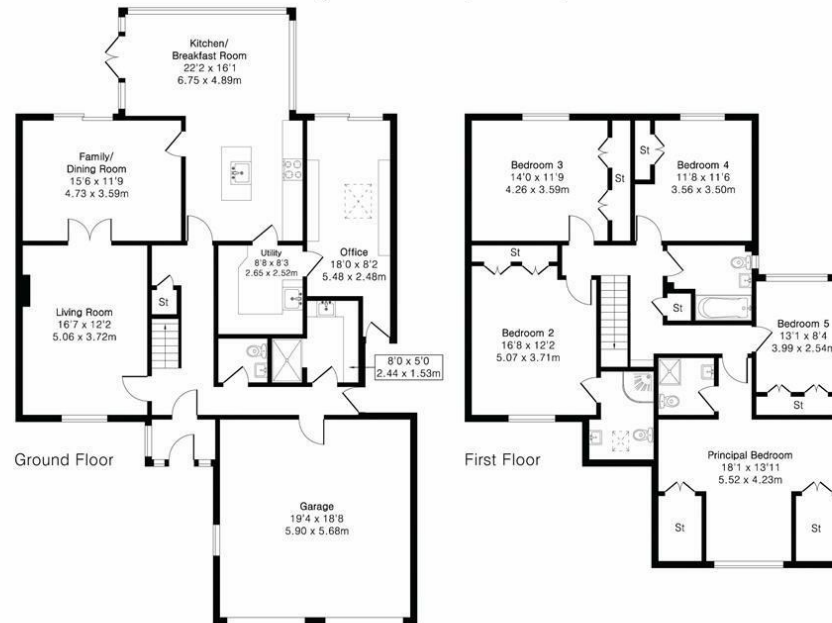 Kitchen/
Breakfast Room
22'2 x 16'1
6.75 x 4.89m
Family/
Dining Room
15'6 x 11'9
4.73 x 3.59m
Utility
8'8 x 8'3
2.65 x 2.52m
Office
18'0 x 8'2
5.48 x 2.48m
Living Room
16'7 x 12'2
5.06 x 3.72m
St
8'0 x 5'0
2.44 x 1.53m
Garage
19'4 x 18'8
5.90 x 5.68m
Ground Floor
Bedroom 3
14'0 x 11'9
4.26 x 3.59m
St
St
Bedroom 4
11'8 x 11'6
3.56 x 3.50m
St
Bedroom 2
16'8 x 12'2
5.07 x 3.71m
St
Bedroom 5
13'1 x 8'4
3.99 x 2.54m
St
Principal Bedroom
18'1 x 13'11
5.52 x 4.23m
St
St
First Floor